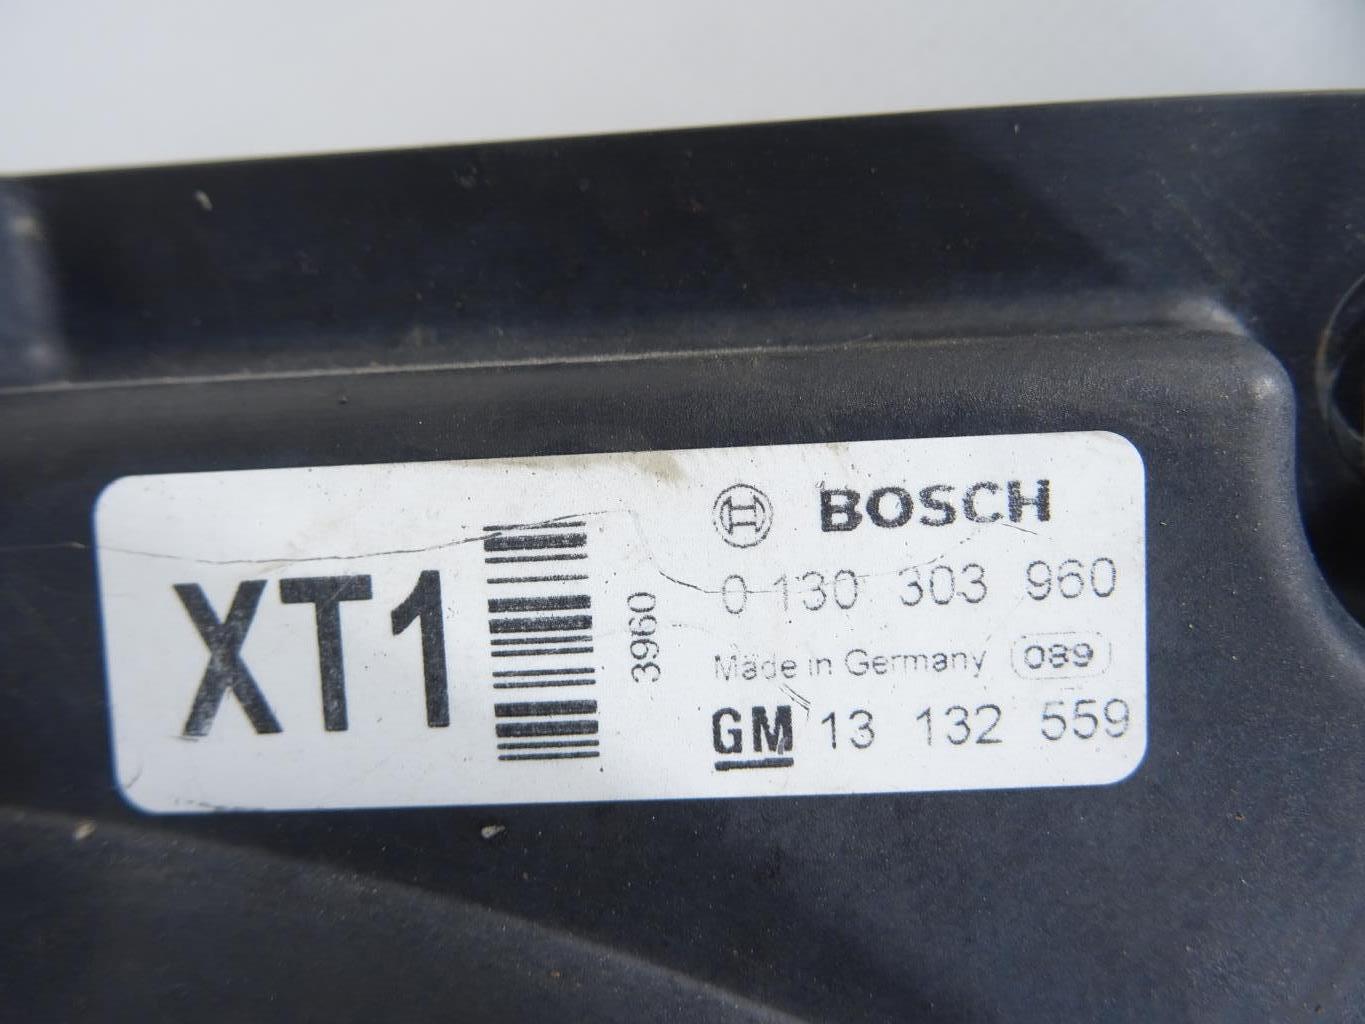 XT1
3960
BOSCH
0 130 303 960
Made in Germany 089
GM 13 132 559